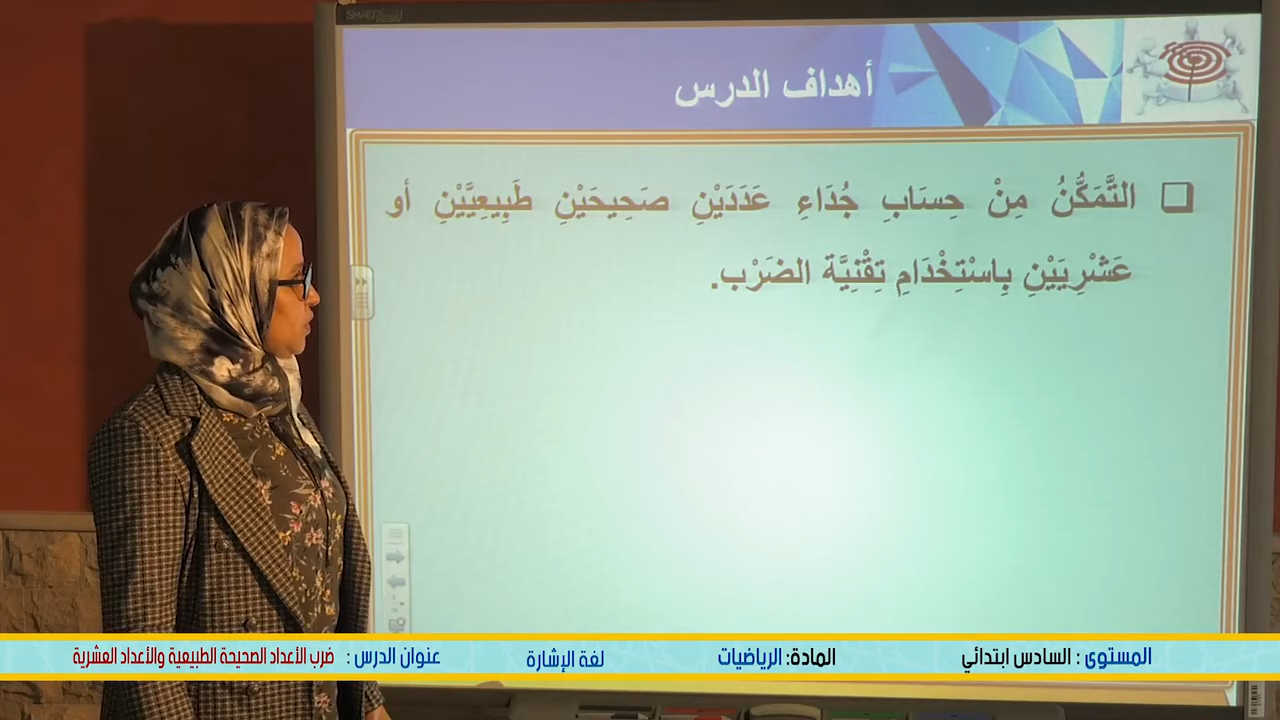 SMART
أهداف الدرس
❑ التَّمَكُّنُ مِنْ حِسَابِ جُدَاءِ عَدَدَيْنِ صَحِيحَيْنِ طَبِيعِيَّيْنِ أو
عَشْرِيَيْنِ بِاسْتِخْدَامِ تِقْنِيَّة الضَرْب.
المستوى : السادس ابتدائي المادة: الرياضيات لغة الإشارة عنوان الدرس : ضرب الأعداد الصحيحة الطبيعية والأعداد العشرية